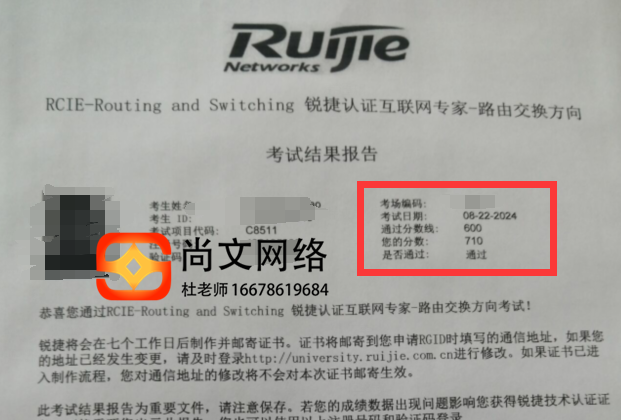 Ruijie
Networks
RCIE-Routing and Switching 锐捷认证互联网专家-路由交换方向
考试结果报告
考生姓名
考生 ID:
考试项目代码: C8511
验证码
考场编码:
考试日期: 08-22-2024
通过分数线: 600
您的分数: 710
是否通过: 通过
尚文网络
杜老师 16678619684
恭喜您通过RCIE-Routing and Switching 锐捷认证互联网专家-路由交换方向考试!
锐捷将会在七个工作日后制作并邮寄证书。证书将邮寄到您申请RGID时填写的通信地址,如果您
的地址已经发生变更,请及时登录http://university.ruijie.com.cn进行修改。如果证书已进
入制作流程,您对通信地址的修改将不会对本次证书邮寄生效。
此考试结果报告为重要文件,请注意保存。若您的成绩数据出现问题影响您获得锐捷技术认证